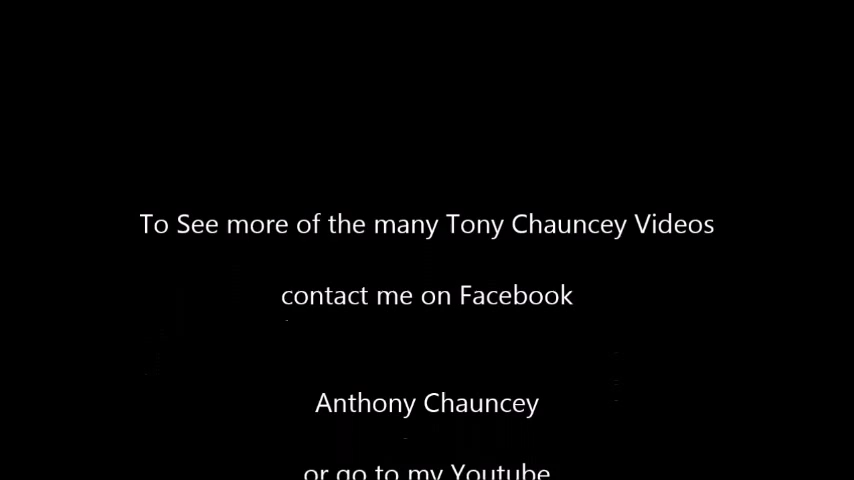 To See more of the many Tony Chauncey Videos
contact me on Facebook
Anthony Chauncey
or go to my Youtube